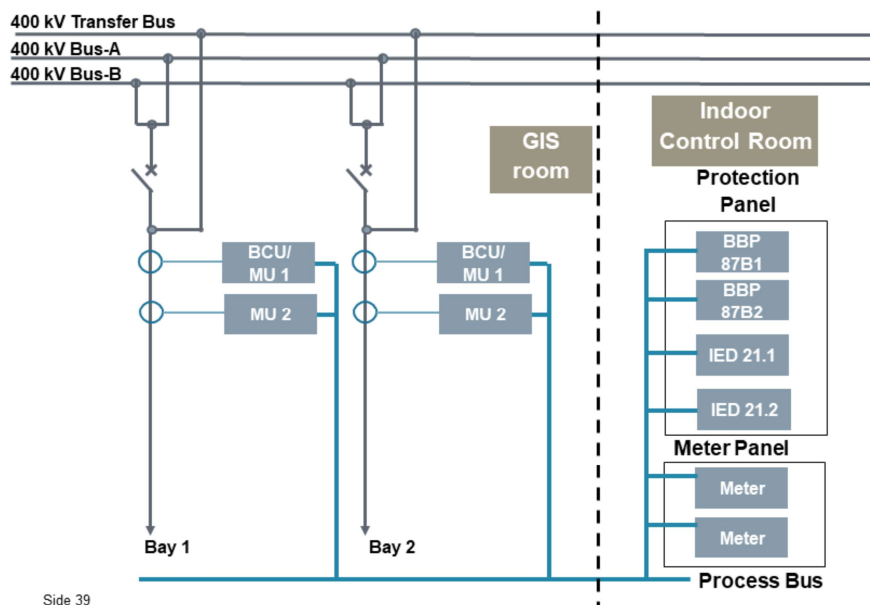 400 kV Transfer Bus
400 kV Bus-A
400 kV Bus-B
GIS
room
Indoor
Control Room
Protection
Panel
BCU/
MU 1
MU 2
BCU/
MU 1
MU 2
BBP
87B1
BBP
87B2
IED 21.1
IED 21.2
Meter Panel
Meter
Meter
Bay 1
Bay 2
Process Bus
Side 39